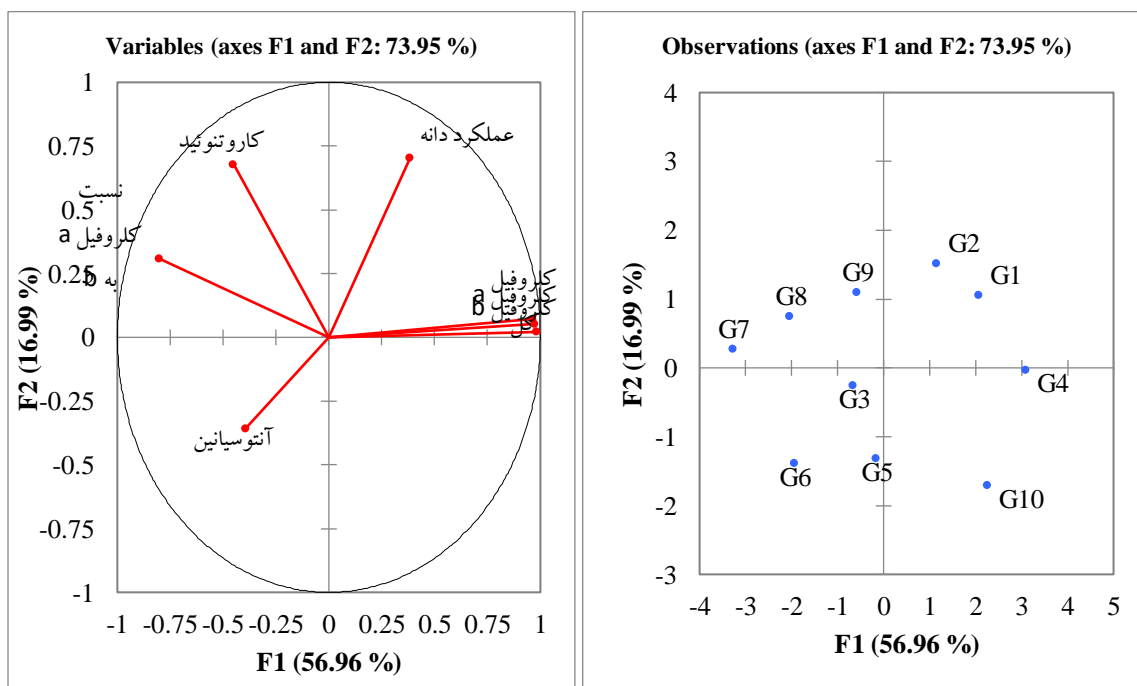 Variables (axes F1 and F2: 73.95 %)
1
0.75
0.5
0.25
0
-0.25
-0.5
-0.75
-1
F2 (16.99 %)
کاروتنوئید
عملکرد دانه
نسبت
کلروفیل a
به b
کلروفیل
a
کلروفیل
b
کلروفیل
کل
آنتوسیانین
-1 -0.75 -0.5 -0.25 0 0.25 0.5 0.75 1
F1 (56.96 %)
Observations (axes F1 and F2: 73.95 %)
4
3
2
1
0
-1
-2
-3
F2 (16.99 %)
G2
G1
G9
G8
G7
G4
G3
G5
G6
G10
-4 -3 -2 -1 0 1 2 3 4 5
F1 (56.96 %)